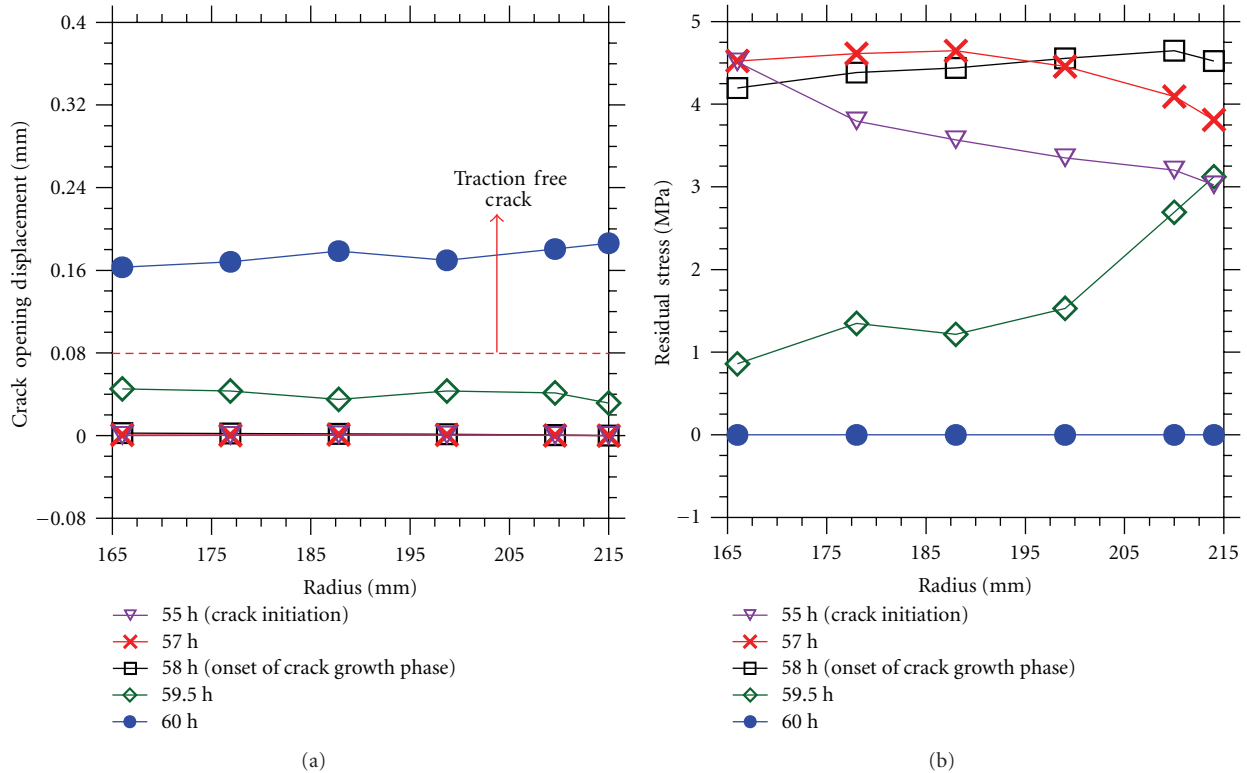 0.4
0.32
0.24
0.16
0.08
0
−0.08
Crack opening displacement (mm)
Traction free
crack
165
175
185
195
205
215
Radius (mm)
55 h (crack initiation)
57 h
58 h (onset of crack growth phase)
59.5 h
60 h
(a)
5
4
3
2
1
0
−1
Residual stress (MPa)
165
175
185
195
205
215
Radius (mm)
55 h (crack initiation)
57 h
58 h (onset of crack growth phase)
59.5 h
60 h
(b)